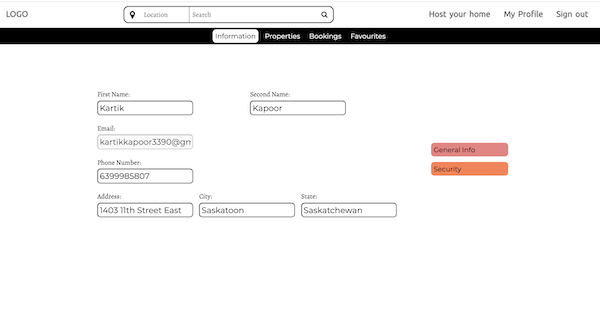 LOGO Location Search Host your home My Profile Sign out
Information Properties Bookings Favourites
First Name: Second Name:
Kartik Kapoor
Email:
kartikkapoor3390@gm
General Info
Phone Number:
Security
6399985807
Address: City: State:
1403 11th Street East Saskatoon Saskatchewan